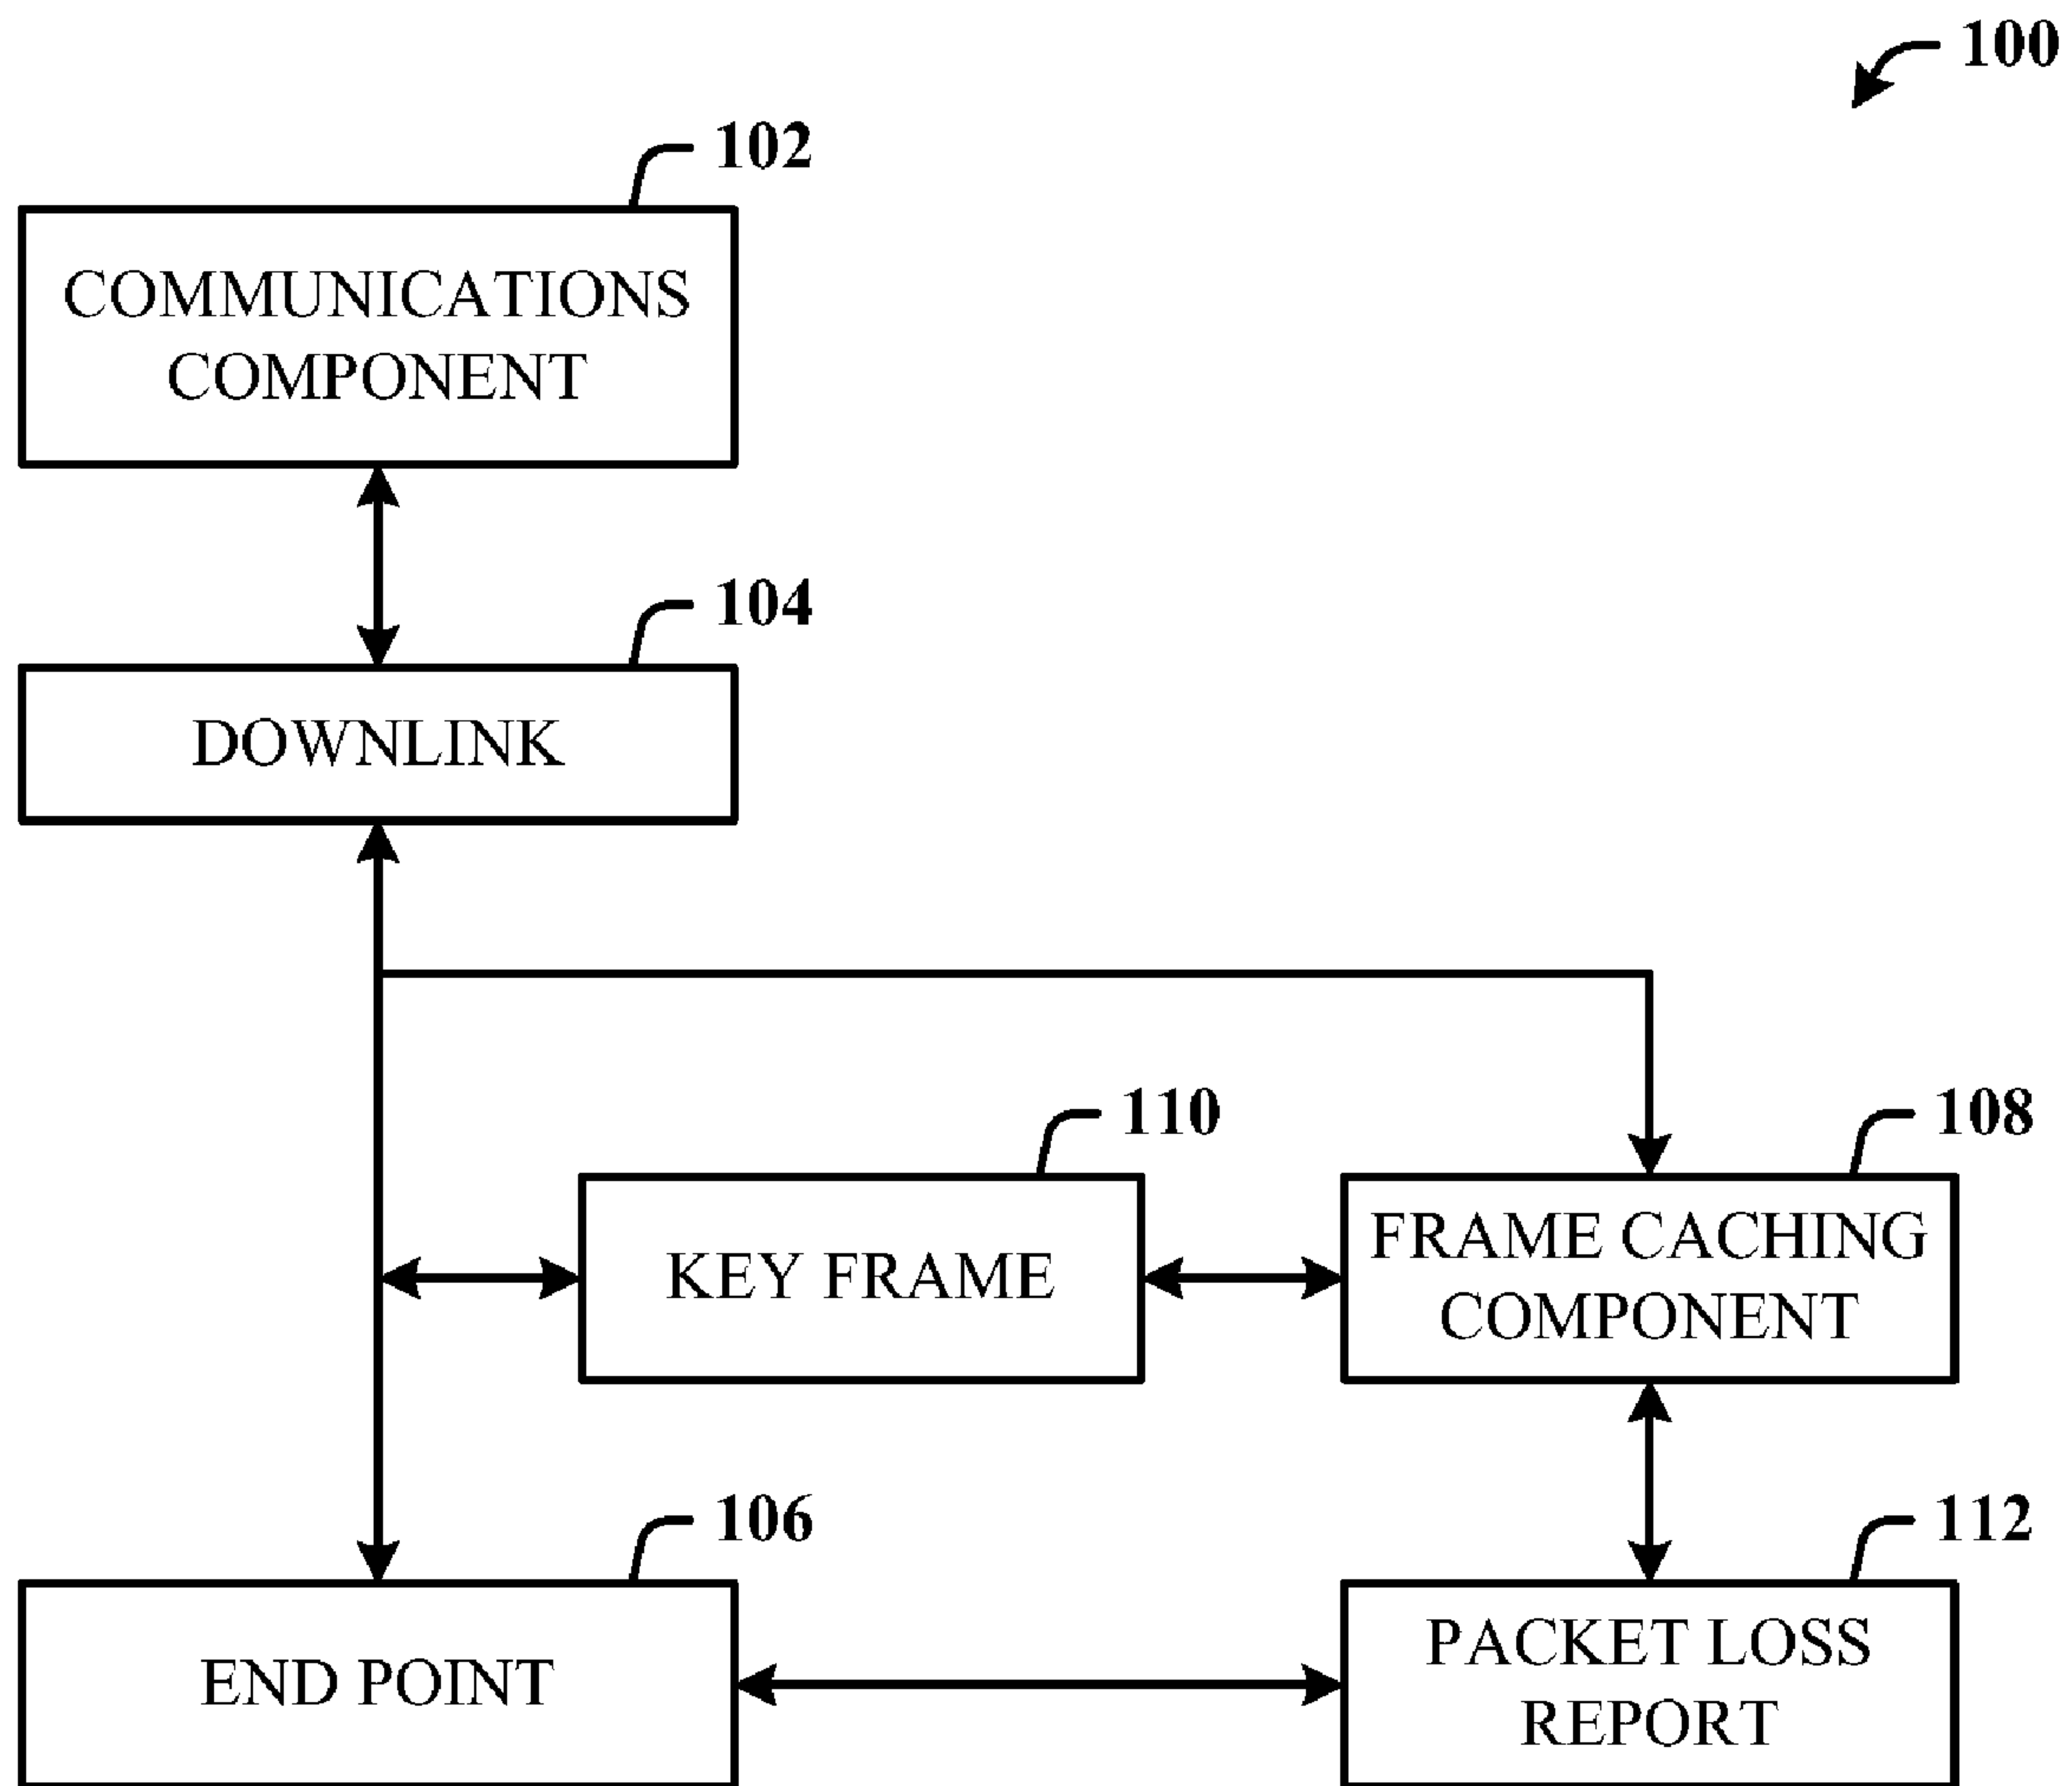 100
102
COMMUNICATIONS
COMPONENT
104
DOWNLINK
110
108
KEY FRAME
FRAME CACHING
COMPONENT
106
112
END POINT
PACKET LOSS
REPORT